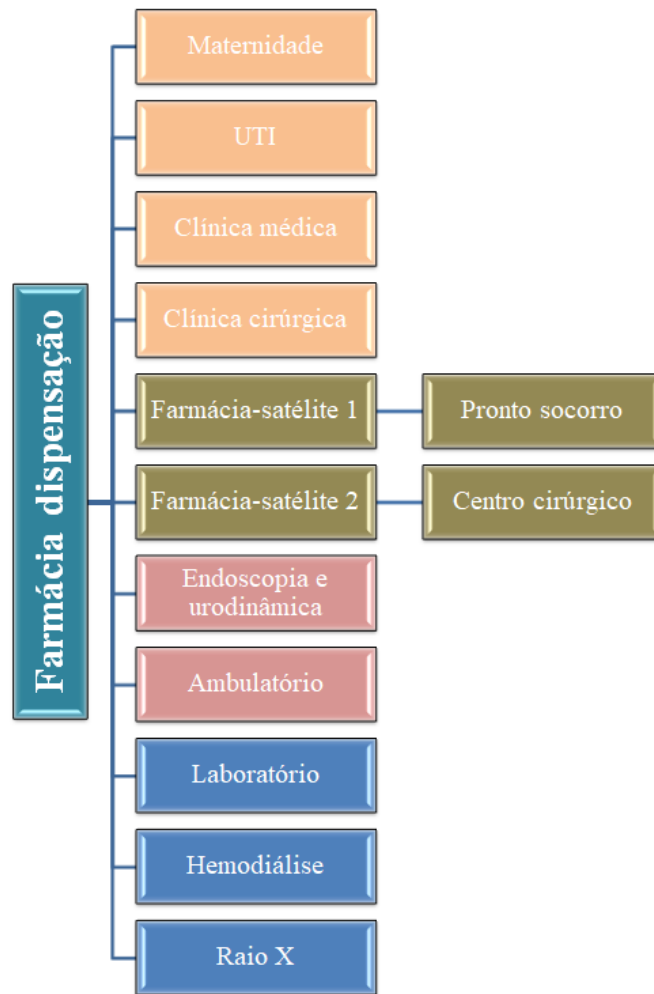 Farmácia dispensação
Maternidade
UTI
Clínica médica
Clínica cirúrgica
Farmácia-satélite 1
Pronto socorro
Farmácia-satélite 2
Centro cirúrgico
Endoscopia e
urodinâmica
Ambulatório
Laboratório
Hemodiálise
Raio X